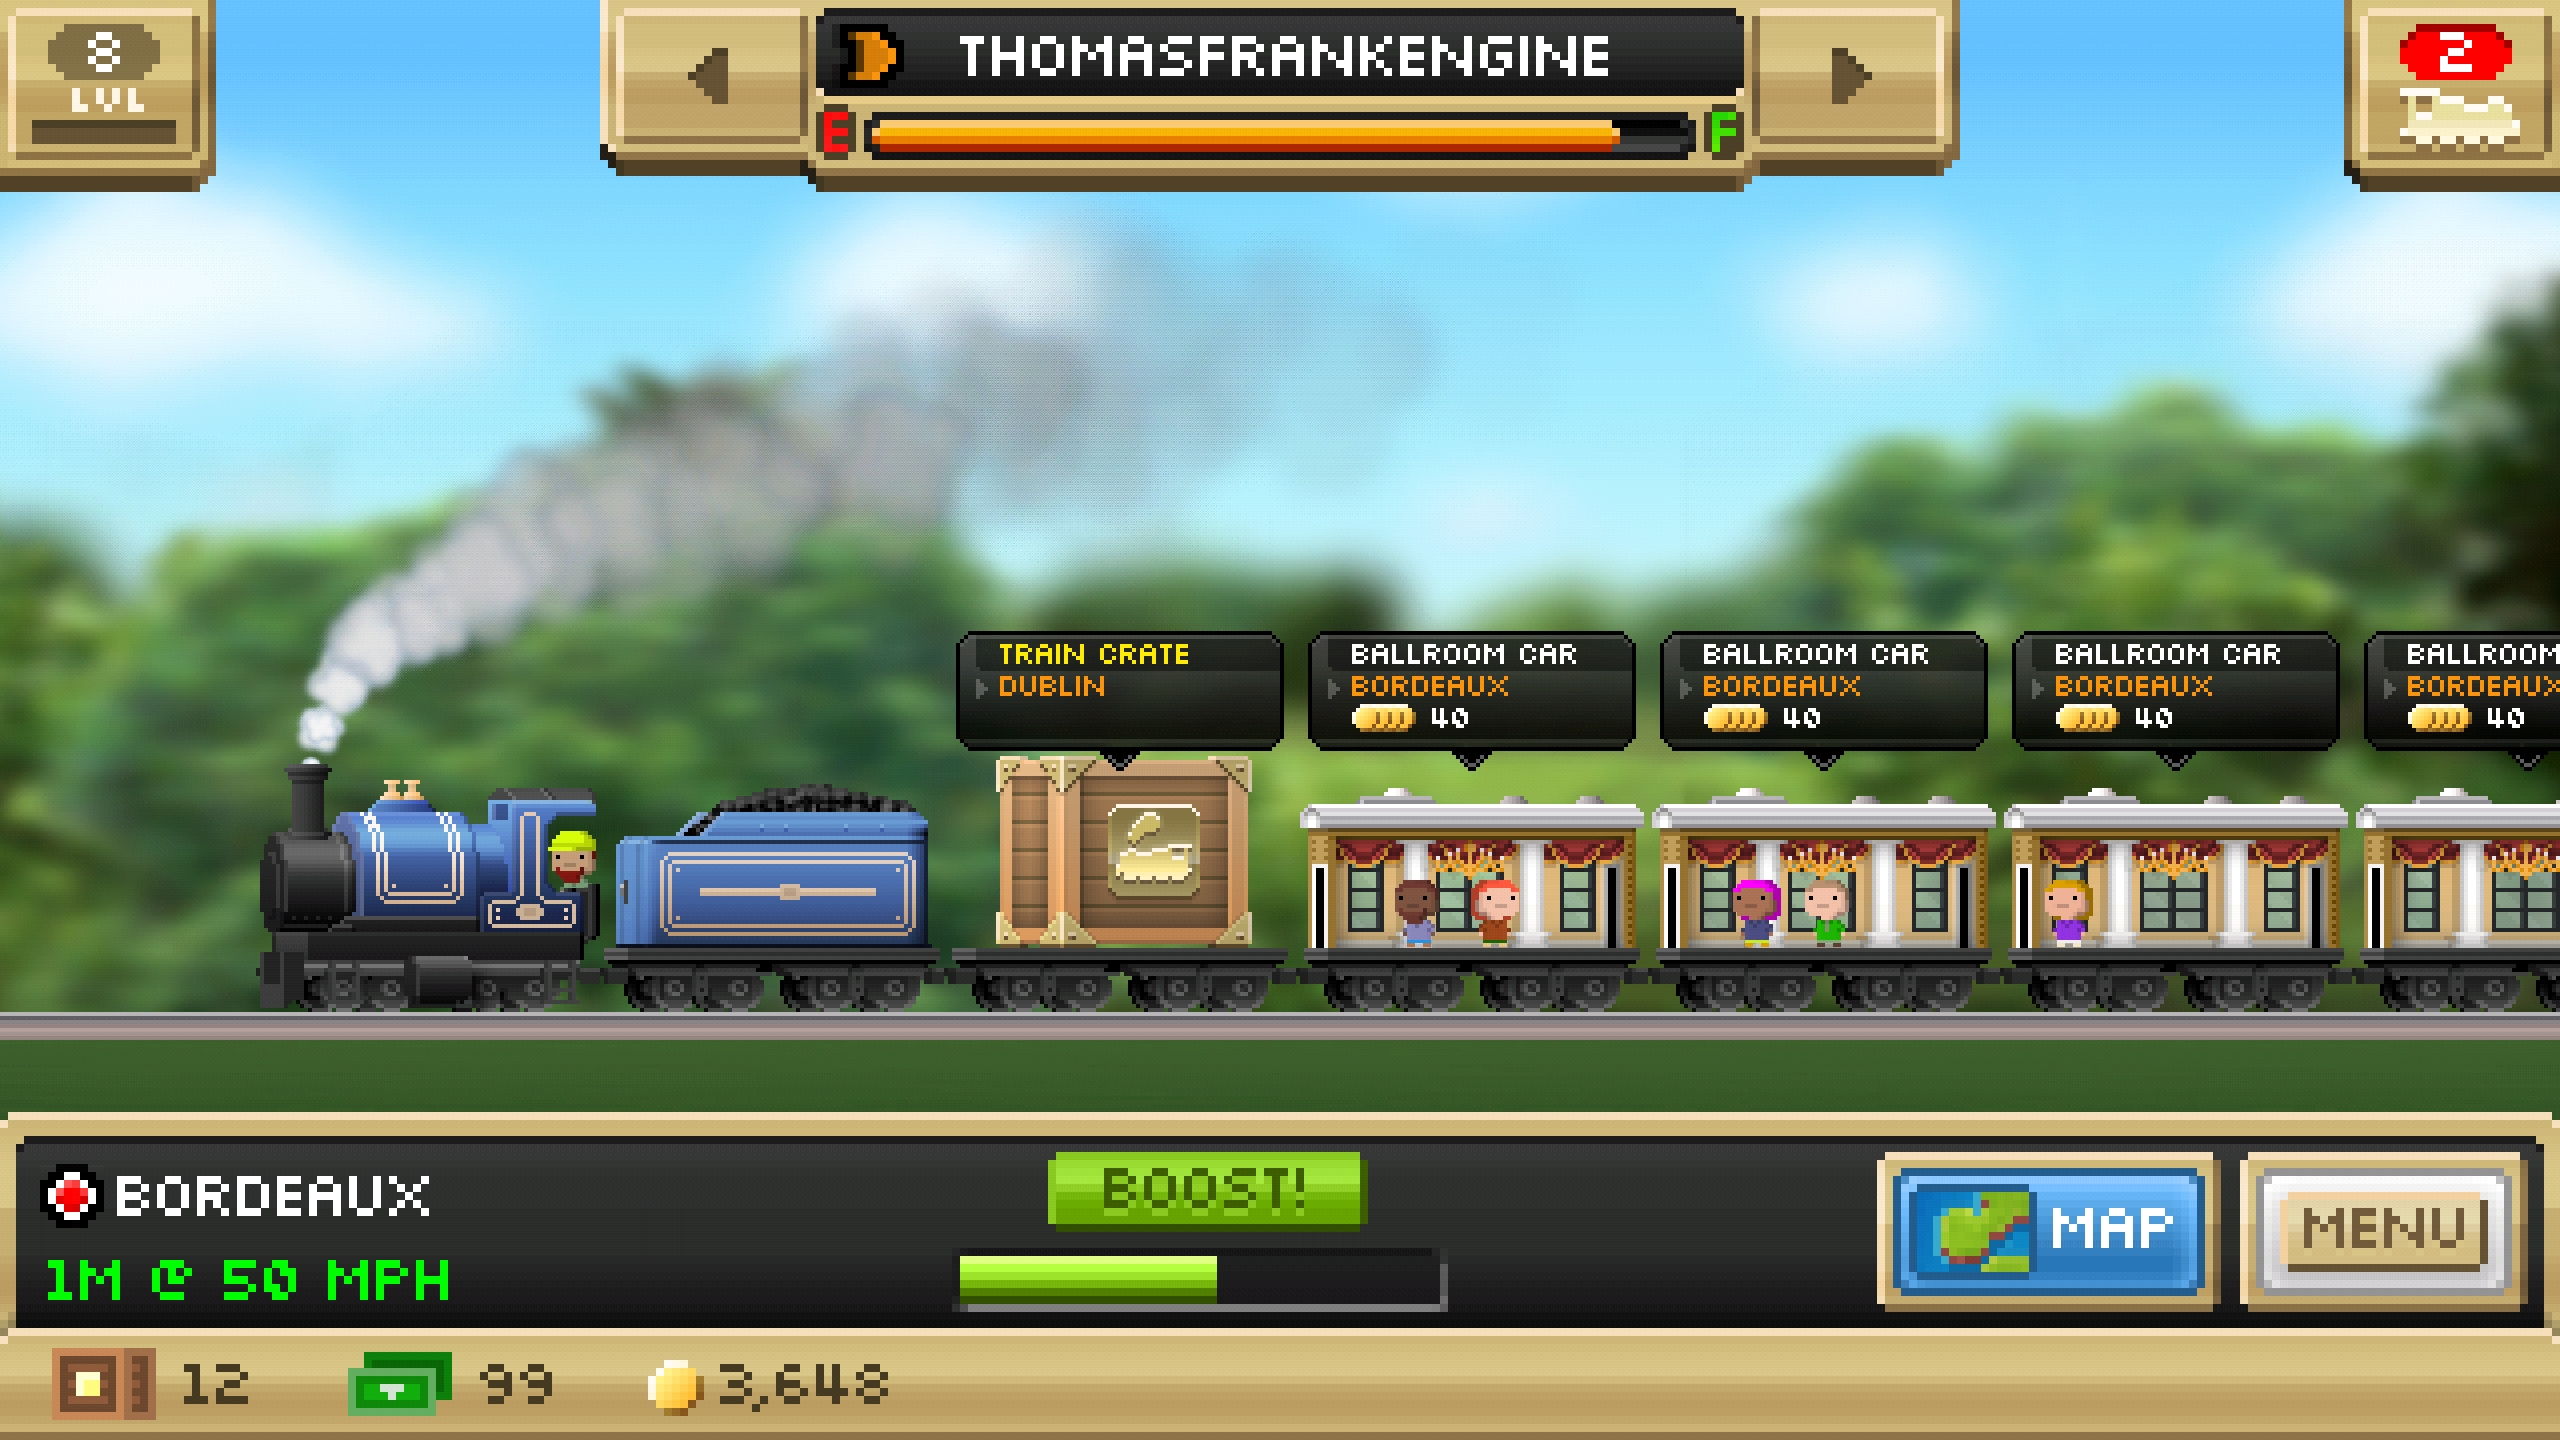 8
LVL
THOMASFRANKENGINE
E F
2
TRAIN CRATE
DUBLIN
BALLROOM CAR
BORDEAUX
40
BALLROOM CAR
BORDEAUX
40
BALLROOM CAR
BORDEAUX
40
BALLROOM
BORDEAUX
40
BORDEAUX
1M @ 50 MPH
BOOST!
MAP
MENU
12
99
3,648